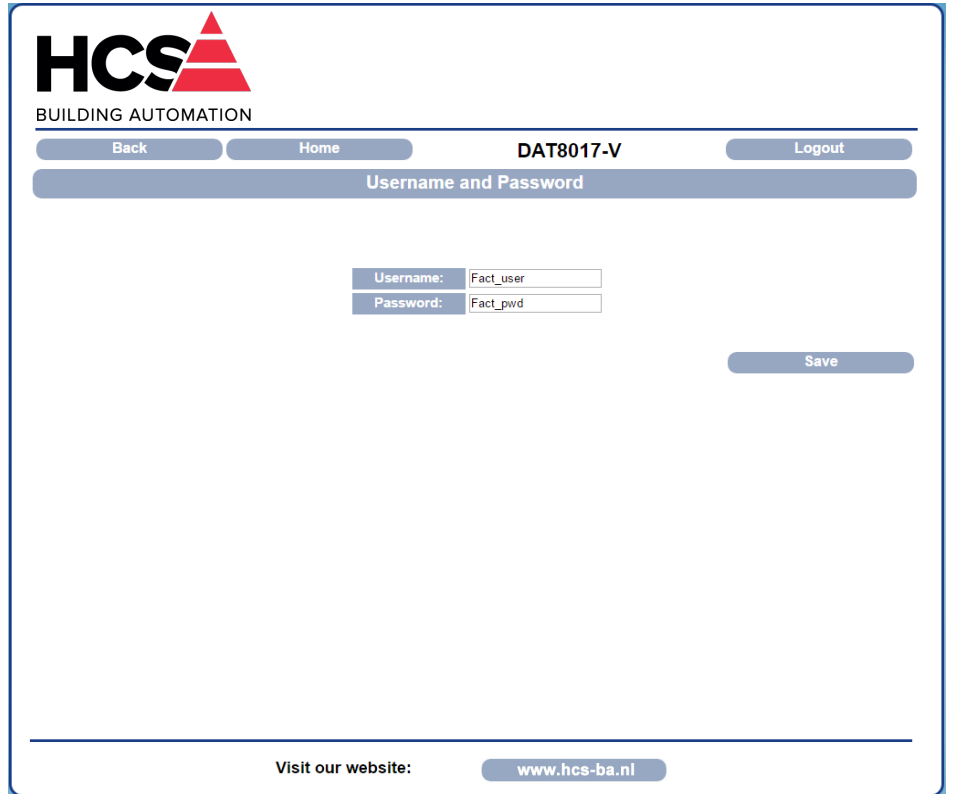 HCS
BUILDING AUTOMATION
Back Home DAT8017-V Logout
Username and Password
Username: Fact_user
Password: Fact_pwd
Save
Visit our website: www.hcs-ba.nl